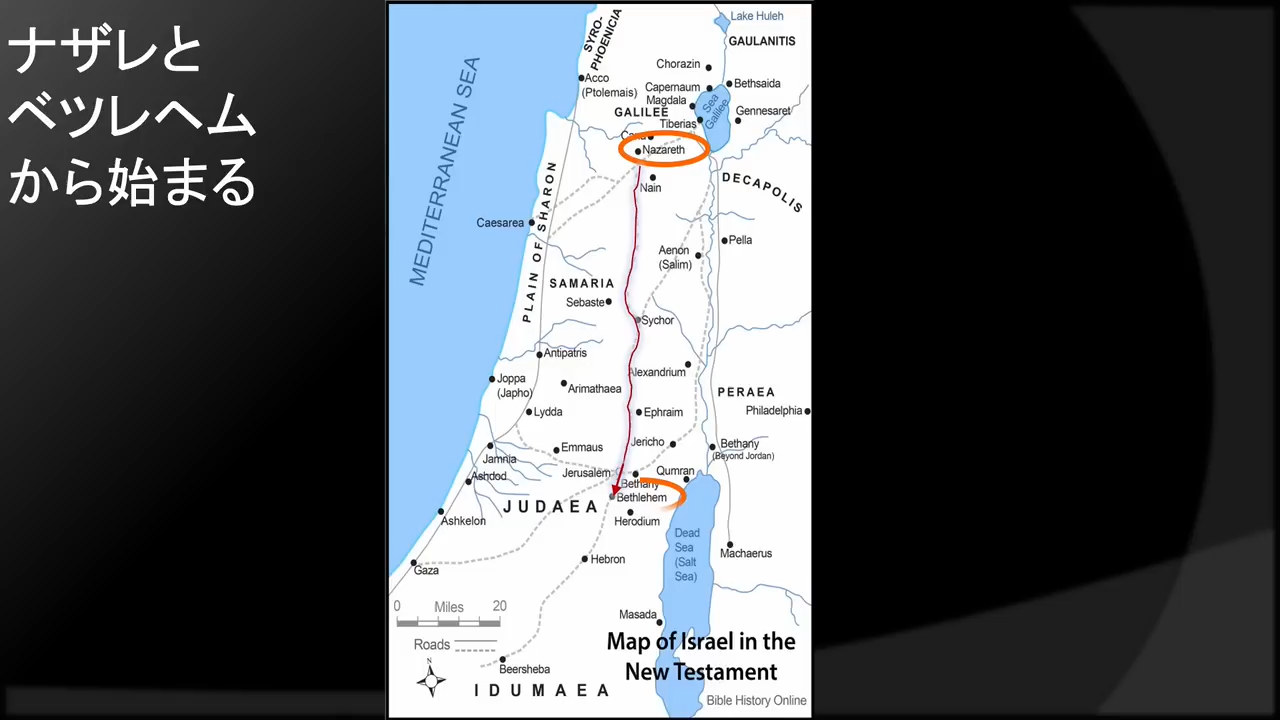 ナザレと
ベツレヘム
から始まる
Lake Huleh
SYRO-
PHOENICIA
GAULANITIS
Chorazin
Acco
(Ptolemais)
Capernaum
Bethsaida
Magdala
Sea
Galilee
GALILEE
Gennesaret
Tiberias
Cana
Nazareth
MEDITERRANEAN SEA
Nain
DECAPOLIS
PLAIN OF SHARON
Caesarea
Pella
Aenon
(Salim)
SAMARIA
Sebaste
Sychor
Antipatris
Alexandrium
Joppa
(Japho)
Arimathaea
PERAEA
Lydda
Ephraim
Philadelphia
Emmaus
Jericho
Bethany
(Beyond Jordan)
Jamnia
Jerusalem
Qumran
Ashdod
Bethany
Bethlehem
JUDAEA
Ashkelon
Herodium
Dead
Sea
(Salt
Sea)
Machaerus
Hebron
Gaza
0 Miles 20
Masada
Roads
Map of Israel in the
New Testament
N
Beersheba
IDUMAEA
Bible History Online